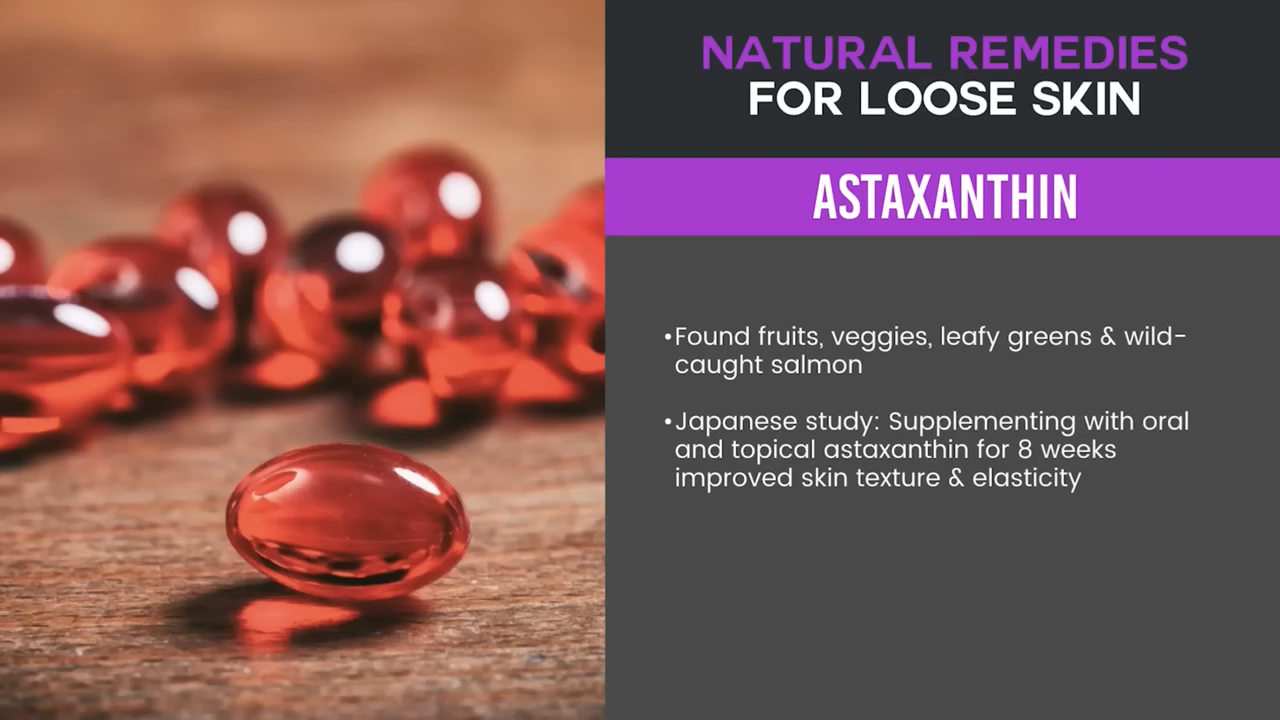 NATURAL REMEDIES
FOR LOOSE SKIN
ASTAXANTHIN
•Found fruits, veggies, leafy greens & wild-
caught salmon
•Japanese study: Supplementing with oral
and topical astaxanthin for 8 weeks
improved skin texture & elasticity